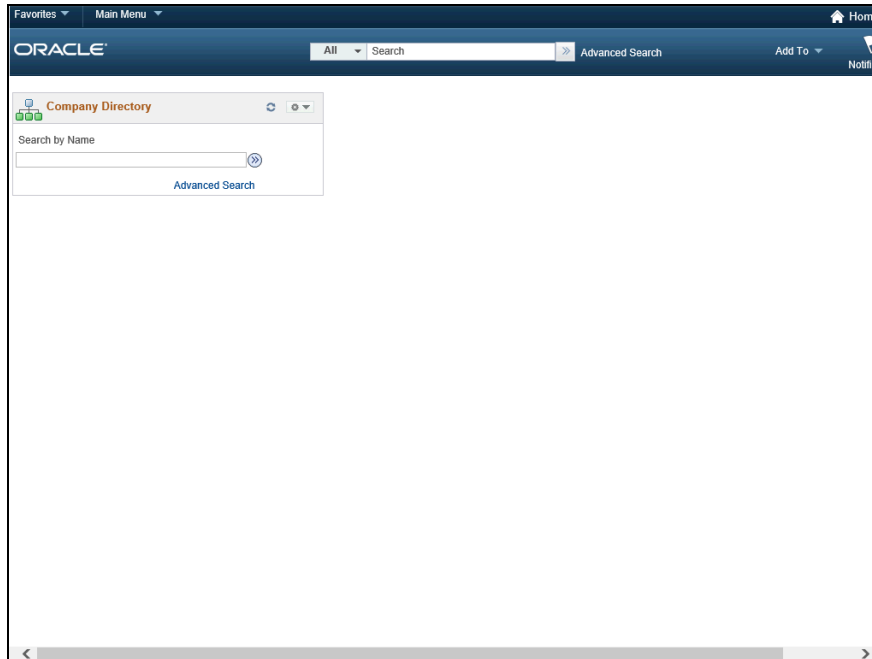 Favorites Main Menu Hom
ORACLE All Search Advanced Search Add To
Notifi
Company Directory
Search by Name
Advanced Search